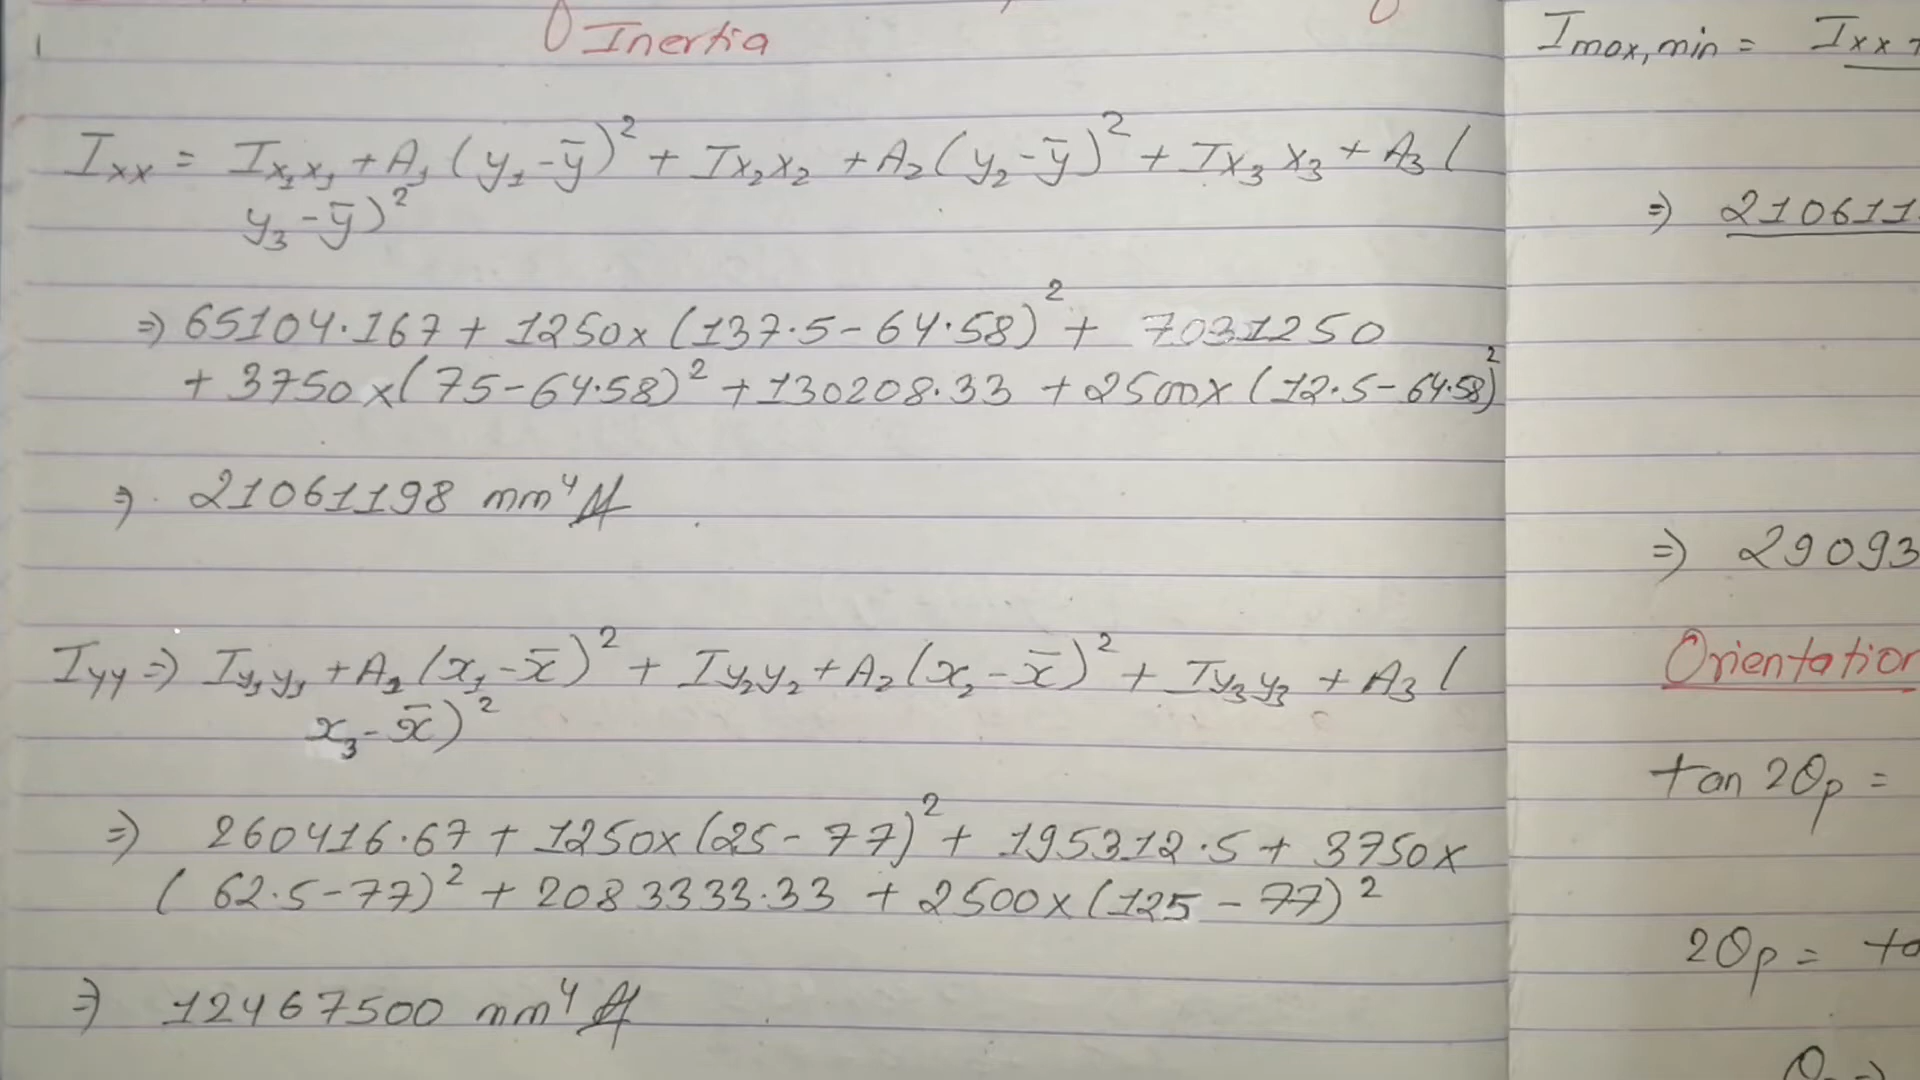 Inertia
Ixx = Ix₁x₁ + A₁ (y₁ - ȳ)² + Ix₂x₂ + A₂ (y₂ - ȳ)² + Ix₃x₃ + A₃ (
y₃ - ȳ)²
⇒ 65104.167 + 1250x (137.5 - 64.58)² + 7031250
+ 3750x(75-64.58)² + 130208.33 + 2500x (12.5 - 64.58)²
⇒ 21061198 mm⁴
Iyy ⇒ Iy₁y₁ + A₁ (x₁ - x̄)² + Iy₂y₂ + A₂ (x₂ - x̄)² + Iy₃y₃ + A₃ (
x₃ - x̄)²
⇒ 260416.67 + 1250x (25 - 77)² + 195312.5 + 3750x
(62.5-77)² + 2083333.33 + 2500x (125 - 77)²
⇒ 12467500 mm⁴
Imax,min = Ixx +
⇒ 210611
⇒ 29093
Orientation
tan 2θp =
2θp =